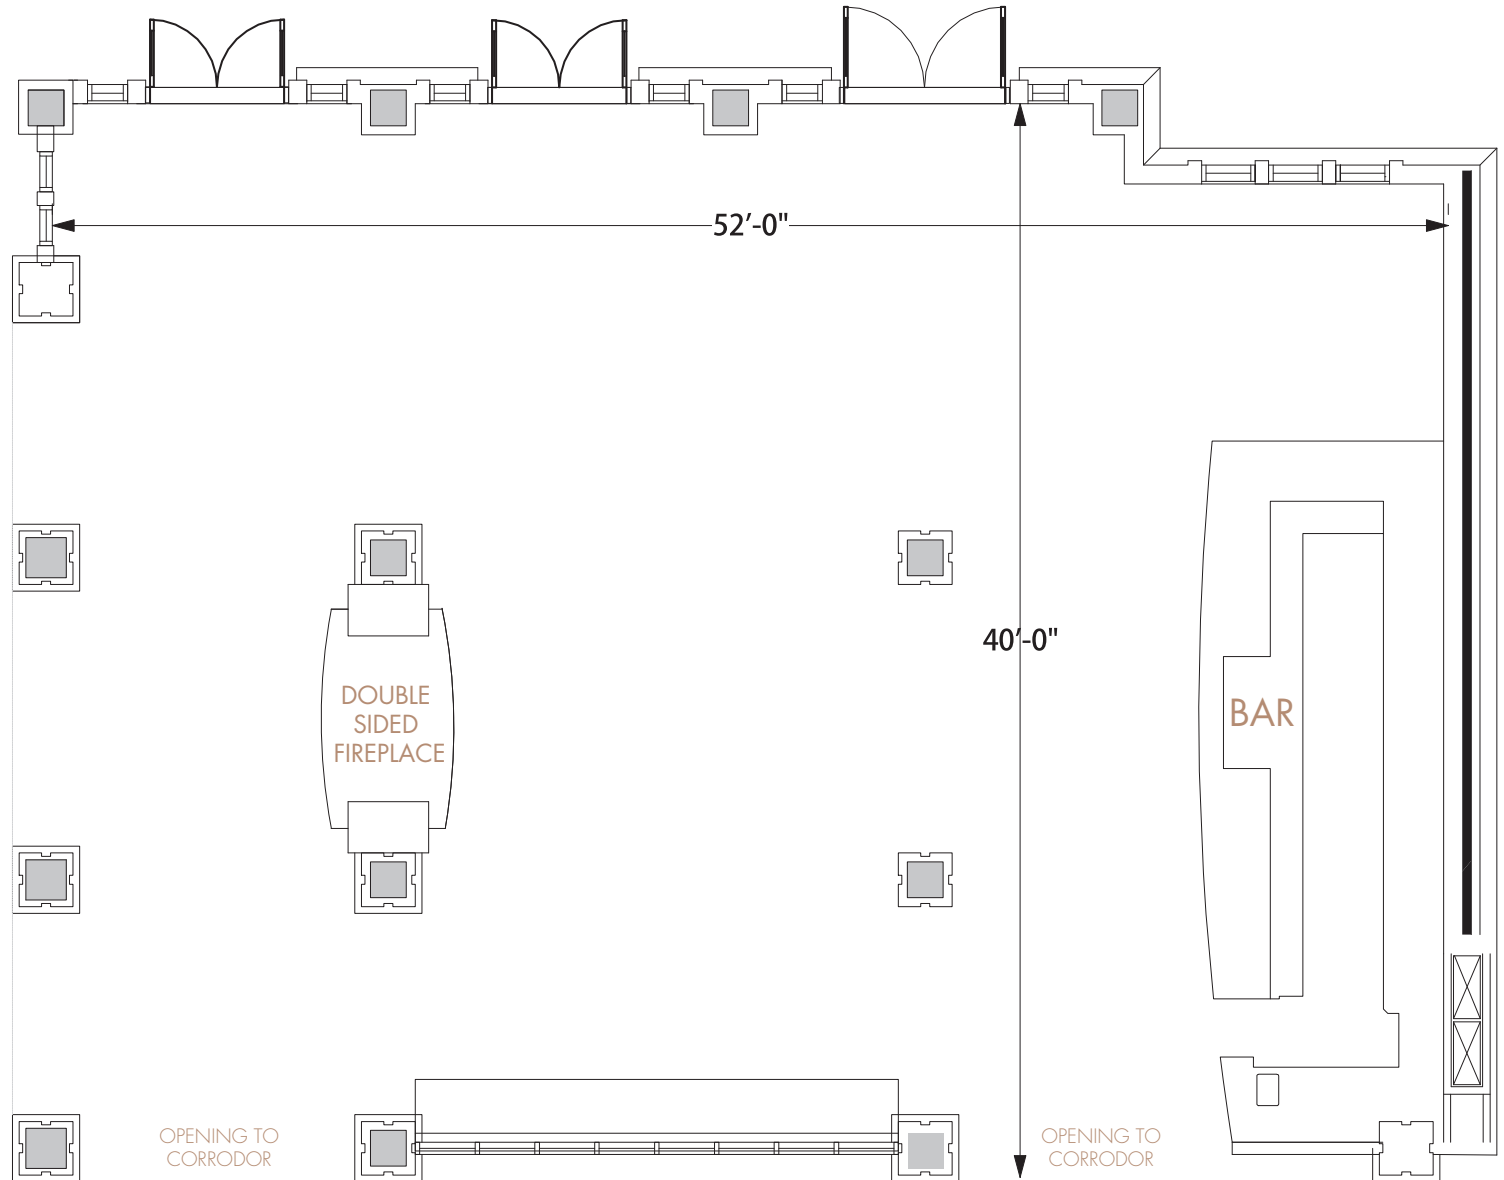 52'-0"
40'-0"
DOUBLE
SIDED
FIREPLACE
BAR
OPENING TO
CORRODOR
OPENING TO
CORRODOR